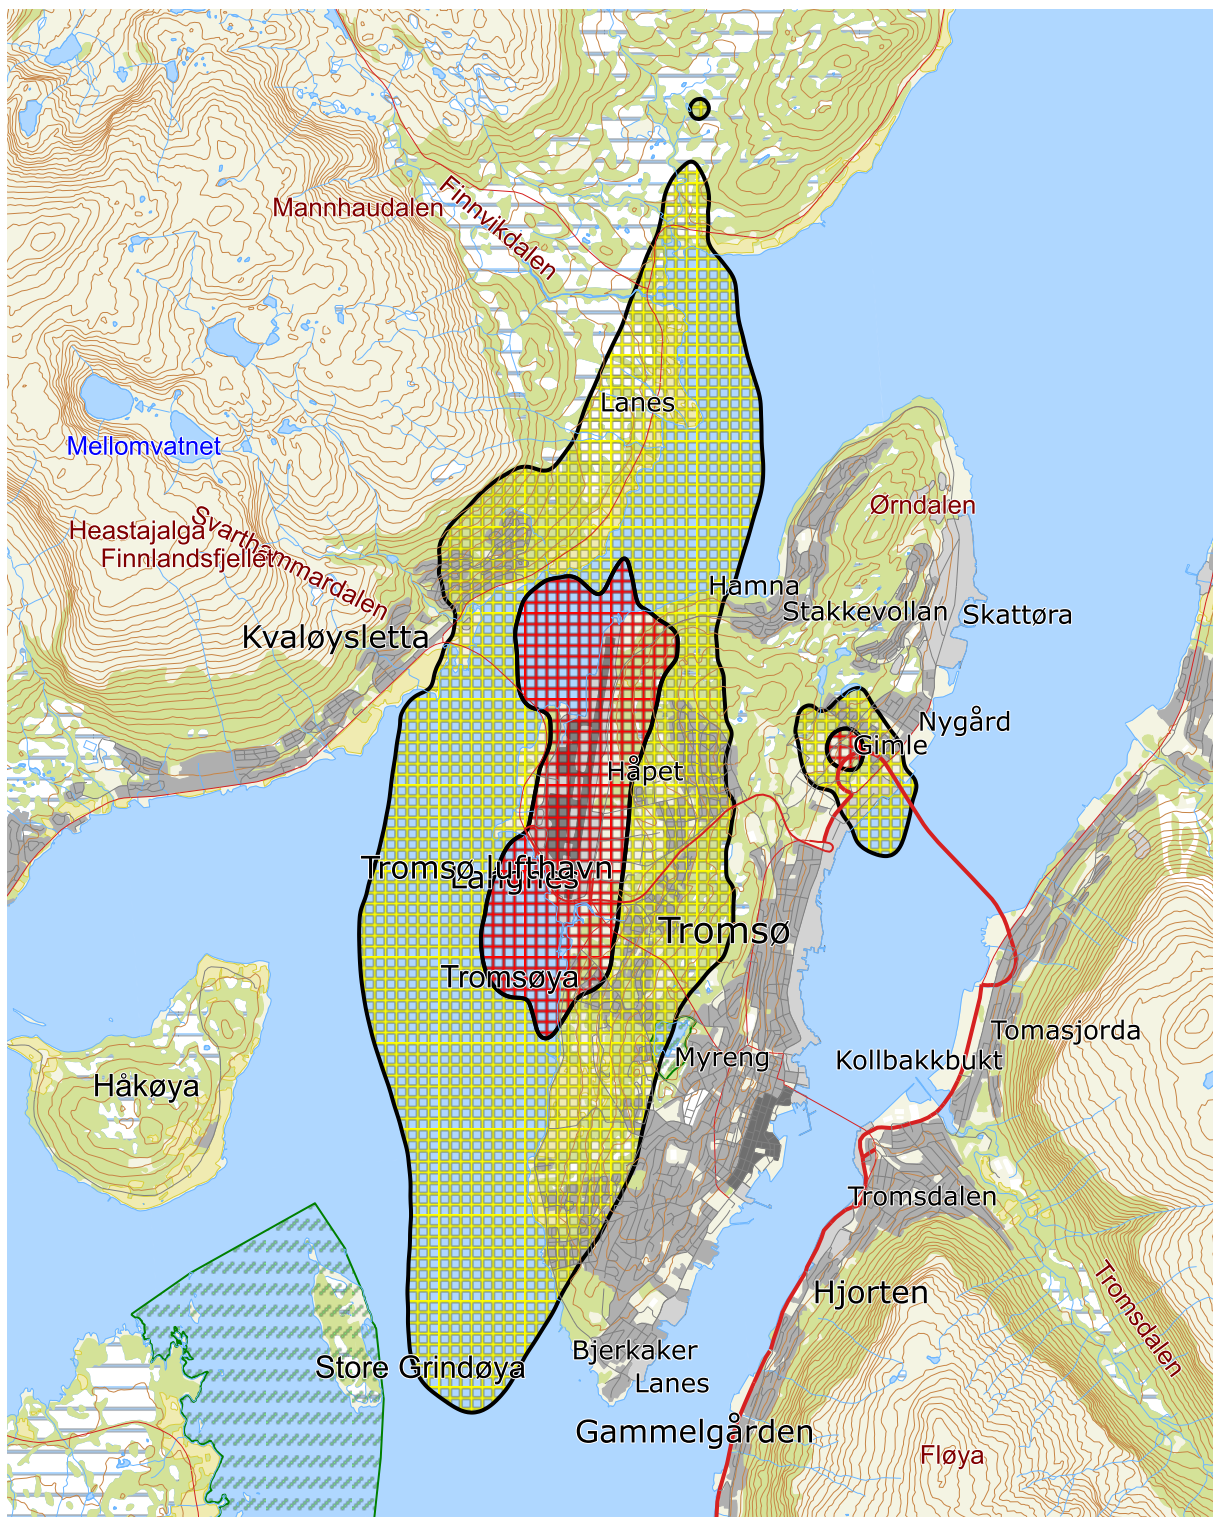 Mannhaudalen
Finnvikdalen
Lanes
Mellomvatnet
Ørndalen
Svarthammardalen
Heastajalga
Finnlandsfjellet
Hamna
Stakkevollan
Skattøra
Kvaløysletta
Nygård
Gimle
Håpet
Tromsø lufthavn
Langnes
Tromsø
Tromsøya
Tomasjorda
Myreng
Kollbakkbukt
Håkøya
Tromsdalen
Hjorten
Tromsdalen
Bjerkaker
Store Grindøya
Lanes
Gammelgården
Fløya